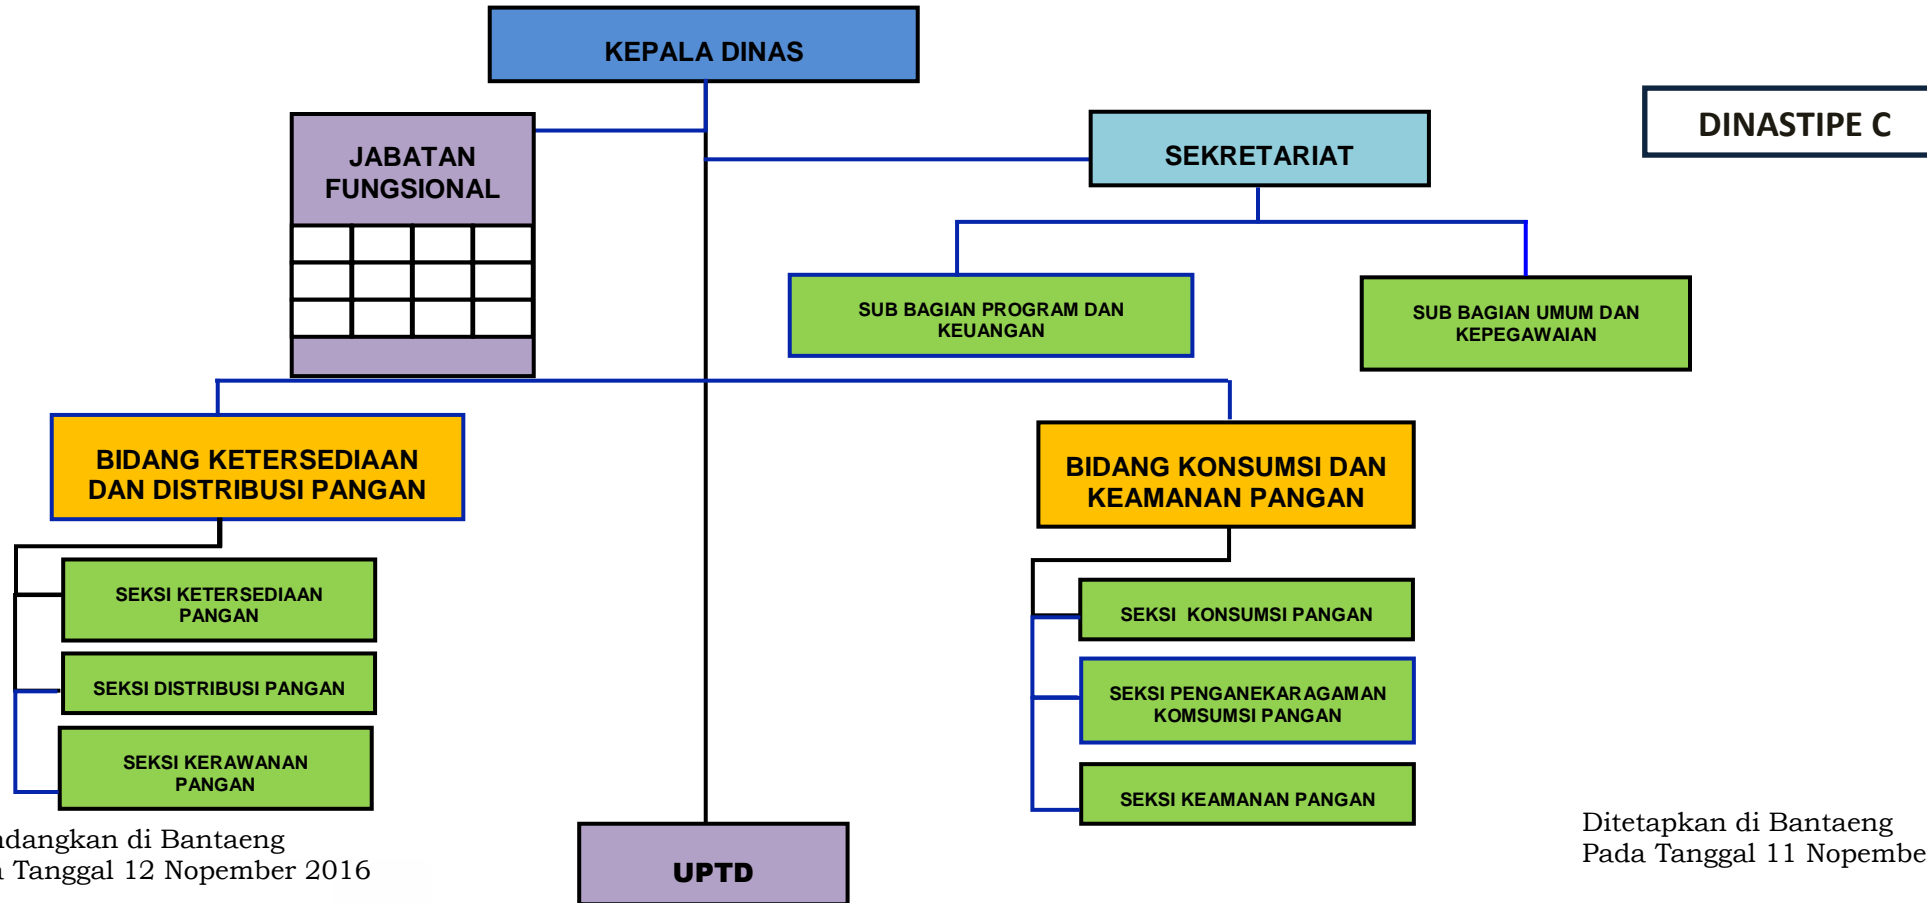 KEPALA DINAS
DINASTIPE C
JABATAN
FUNGSIONAL
SEKRETARIAT
SUB BAGIAN PROGRAM DAN
KEUANGAN
SUB BAGIAN UMUM DAN
KEPEGAWAIAN
BIDANG KETERSEDIAAN
DAN DISTRIBUSI PANGAN
BIDANG KONSUMSI DAN
KEAMANAN PANGAN
SEKSI KETERSEDIAAN
PANGAN
SEKSI DISTRIBUSI PANGAN
SEKSI KERAWANAN
PANGAN
SEKSI KONSUMSI PANGAN
SEKSI PENGANEKARAGAMAN
KOMSUMSI PANGAN
SEKSI KEAMANAN PANGAN
UPTD
ndangkan di Bantaeng
a Tanggal 12 Nopember 2016
Ditetapkan di Bantaeng
Pada Tanggal 11 Nopembe